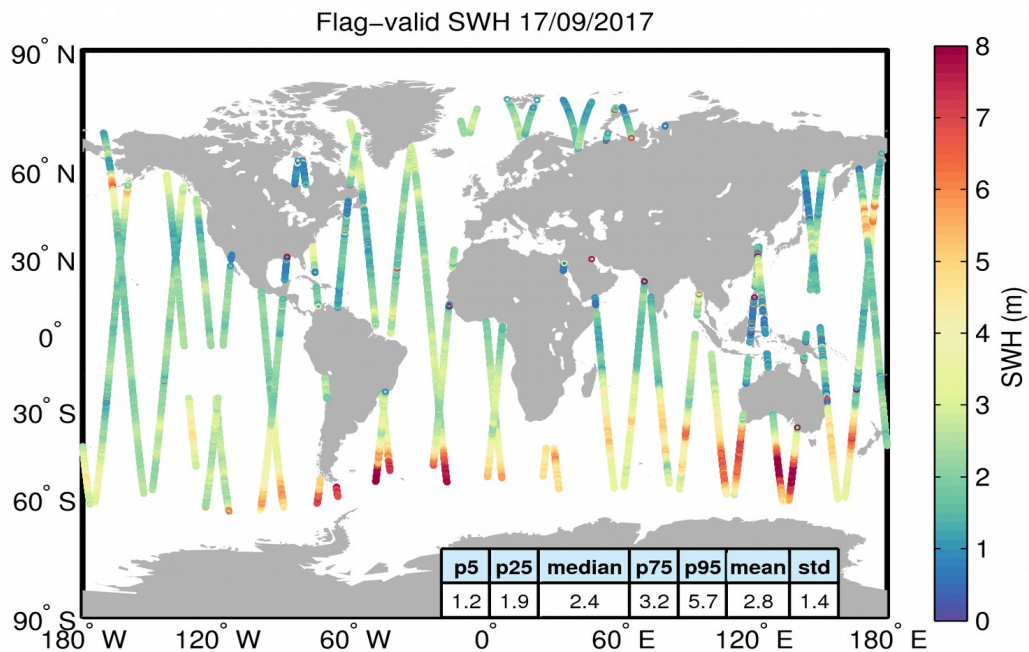 Flag−valid SWH 17/09/2017
90° N
60° N
30° N
0°
30° S
60° S
90° S
180° W
120° W
60° W
0°
60° E
120° E
180° E
p5 p25 median p75 p95 mean std
1.2 1.9 2.4 3.2 5.7 2.8 1.4
8
7
6
5
4
3
2
1
0
SWH (m)